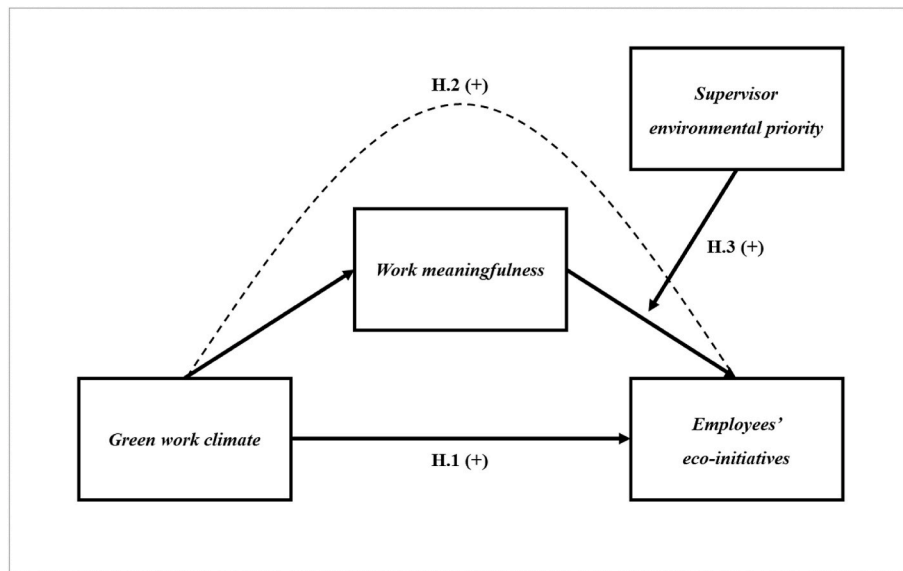 H.2 (+)
Supervisor
environmental priority
H.3 (+)
Work meaningfulness
Green work climate
H.1 (+)
Employees’
eco-initiatives